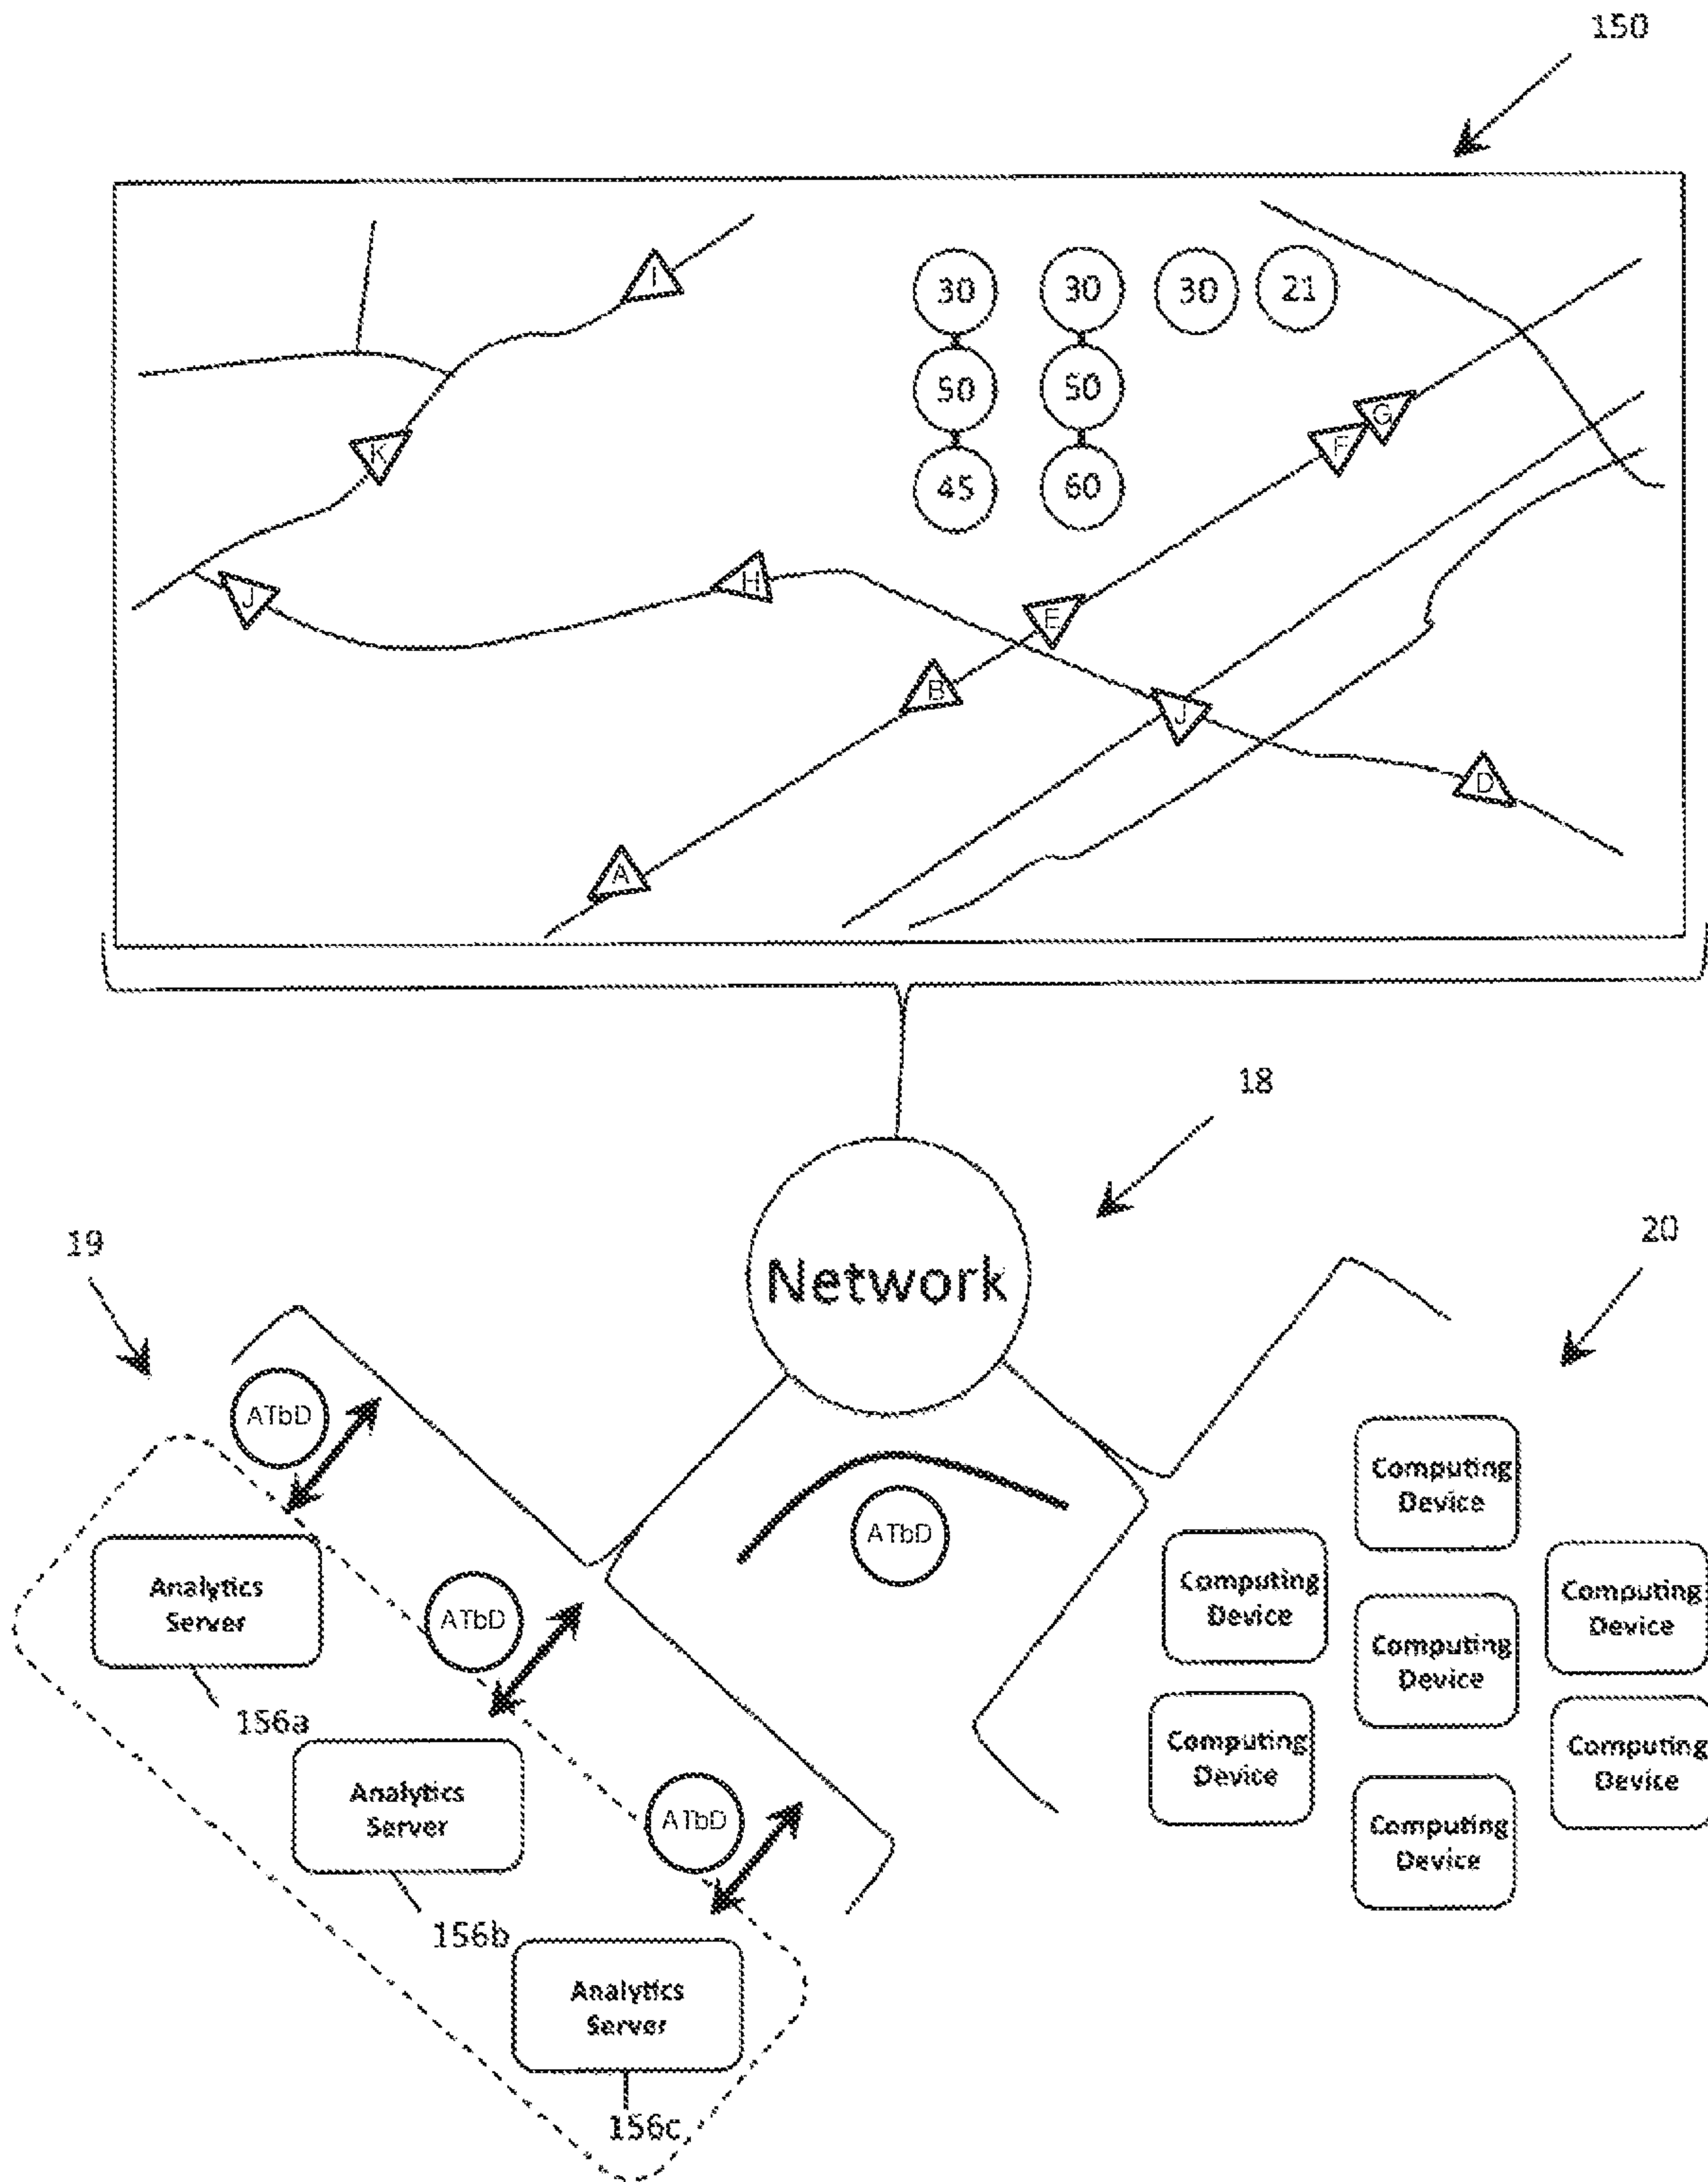 150
I
30 30 30 21
G
K
F
50 50
45 60
J
H
E
B
J
D
A
18
Network
19
20
ATbD
Computing
Device
ATbD
Analytics
Server
Computing
Device
Computing
Device
ATbD
Computing
Device
156a
Computing
Device
Computing
Device
Analytics
Server
ATbD
Computing
Device
156b
Analytics
Server
156c